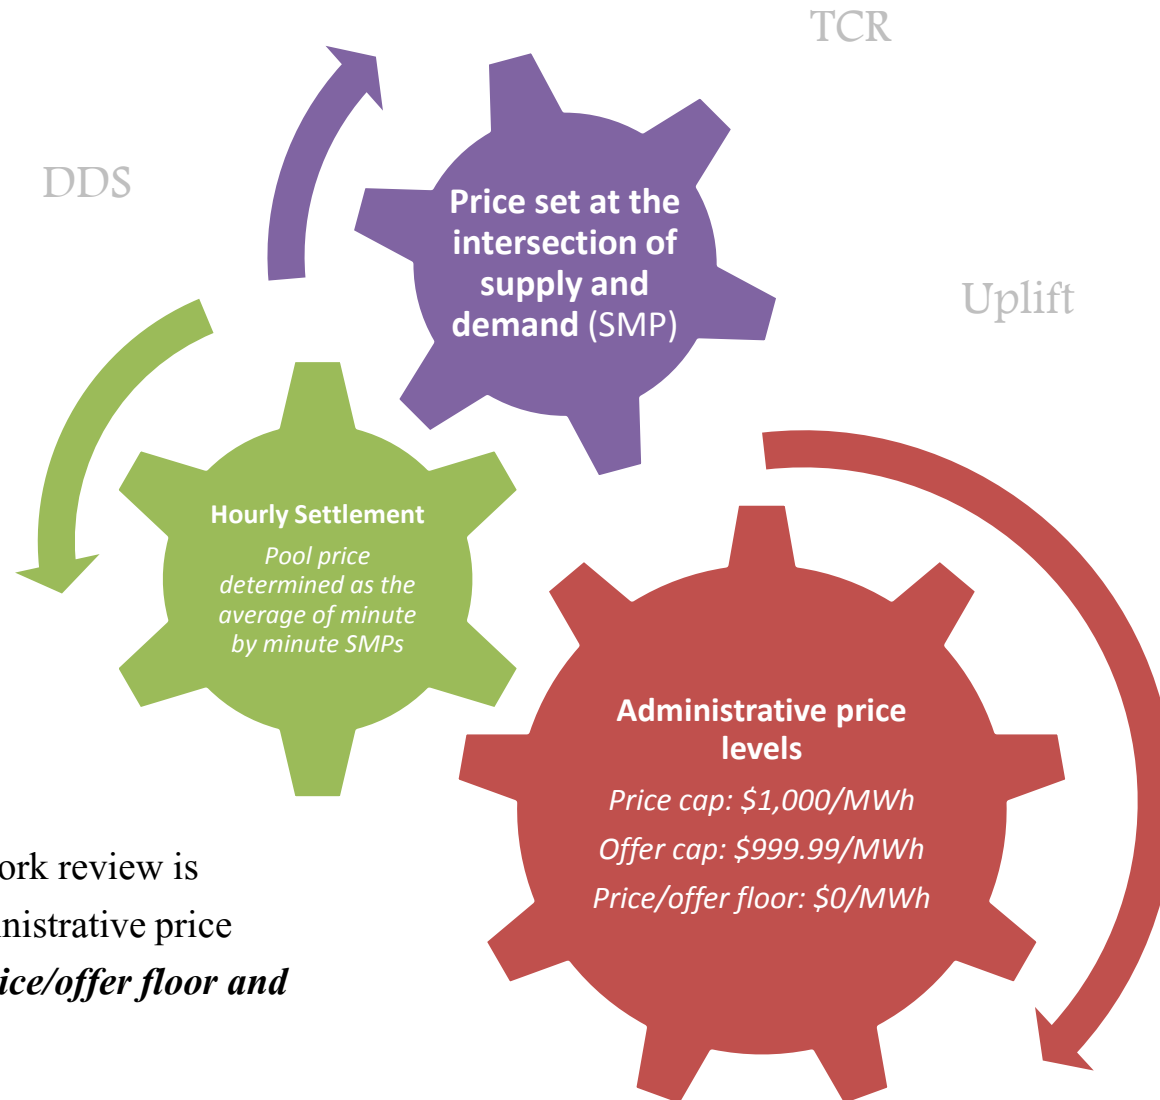 TCR
DDS
Price set at the
intersection of
supply and
demand (SMP)
Uplift
Hourly Settlement
Pool price
determined as the
average of minute
by minute SMPs
Administrative price
levels
Price cap: $1,000/MWh
Offer cap: $999.99/MWh
Price/offer floor: $0/MWh
ork review is
inistrative price
ice/offer floor and